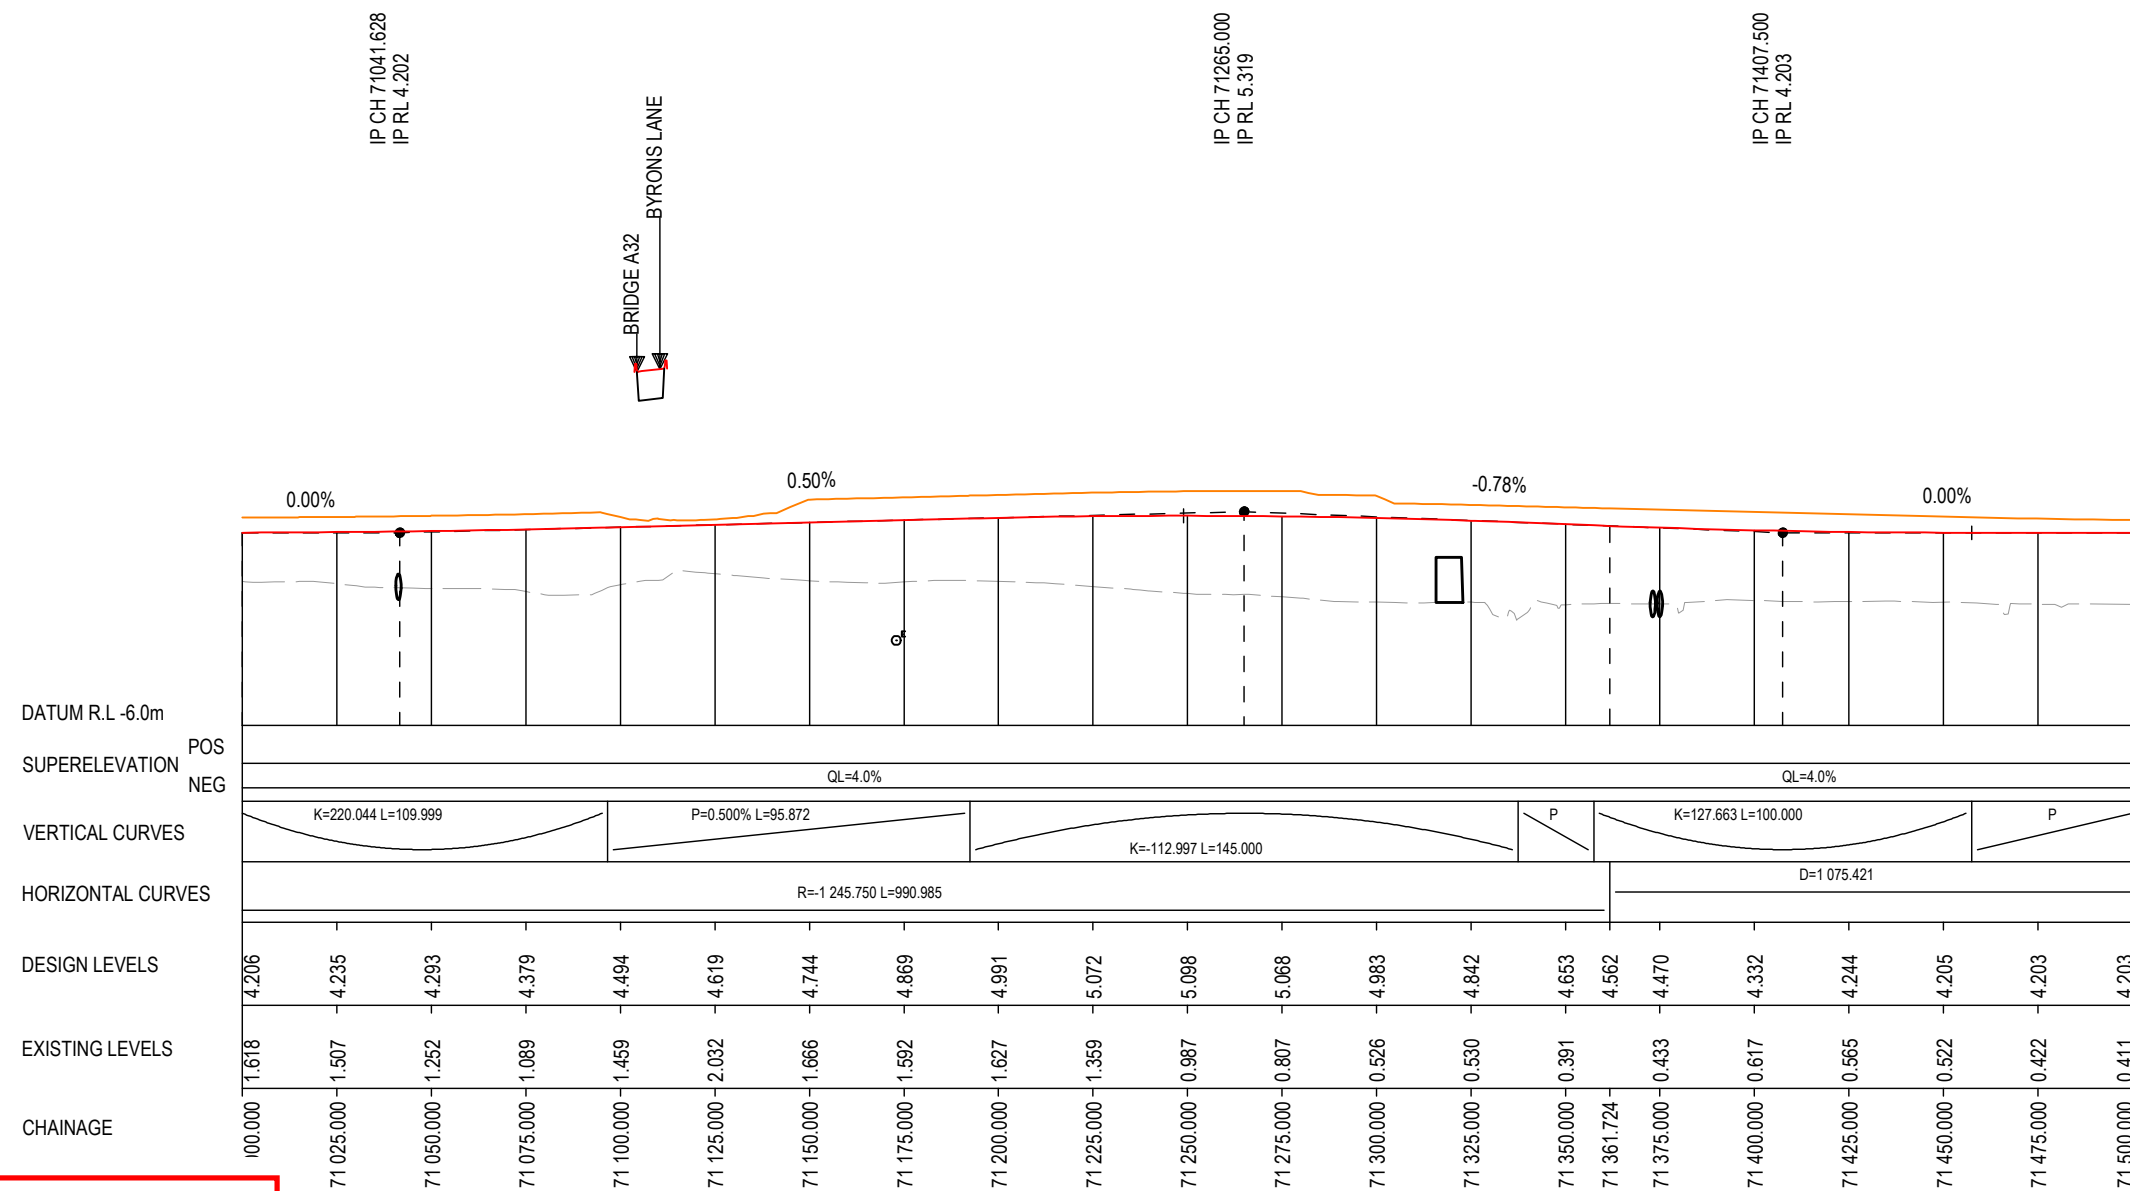 IP CH 71041.628
IP RL 4.202
IP CH 71265.000
IP RL 5.319
IP CH 71407.500
IP RL 4.203
BRIDGE A32
BYRONS LANE
0.00%
0.50%
-0.78%
0.00%
DATUM R.L -6.0m
SUPERELEVATION
POS
NEG
QL=4.0%
QL=4.0%
VERTICAL CURVES
K=220.044 L=109.999
P=0.500% L=95.872
K=-112.997 L=145.000
P
K=127.663 L=100.000
P
HORIZONTAL CURVES
R=-1 245.750 L=990.985
D=1 075.421
DESIGN LEVELS
4.206
4.235
4.293
4.379
4.494
4.619
4.744
4.869
4.991
5.072
5.098
5.068
4.983
4.842
4.653
4.562
4.470
4.332
4.244
4.205
4.203
4.203
EXISTING LEVELS
1.618
1.507
1.252
1.089
1.459
2.032
1.666
1.592
1.627
1.359
0.987
0.807
0.526
0.530
0.391
0.433
0.617
0.565
0.522
0.422
0.411
CHAINAGE
000.000
71 025.000
71 050.000
71 075.000
71 100.000
71 125.000
71 150.000
71 175.000
71 200.000
71 225.000
71 250.000
71 275.000
71 300.000
71 325.000
71 350.000
71 361.724
71 375.000
71 400.000
71 425.000
71 450.000
71 475.000
71 500.000